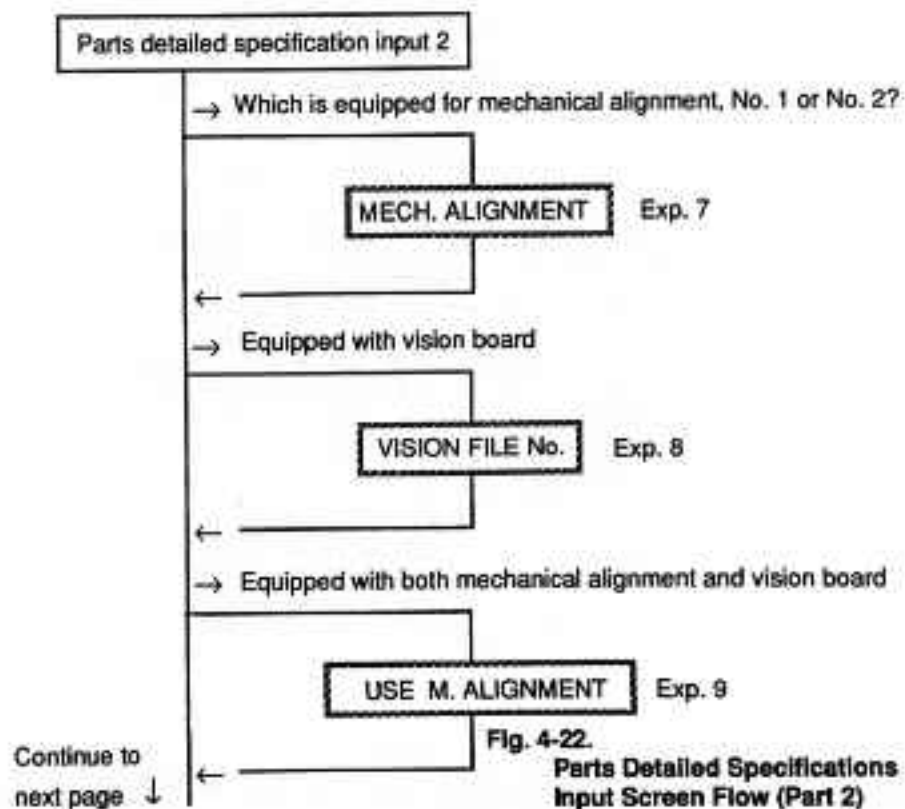 Parts detailed specification input 2
→ Which is equipped for mechanical alignment, No. 1 or No. 2?
MECH. ALIGNMENT Exp. 7
←
→ Equipped with vision board
VISION FILE No. Exp. 8
←
→ Equipped with both mechanical alignment and vision board
USE M. ALIGNMENT Exp. 9
Fig. 4-22.
Parts Detailed Specifications
Input Screen Flow (Part 2)
←
Continue to
next page ↓